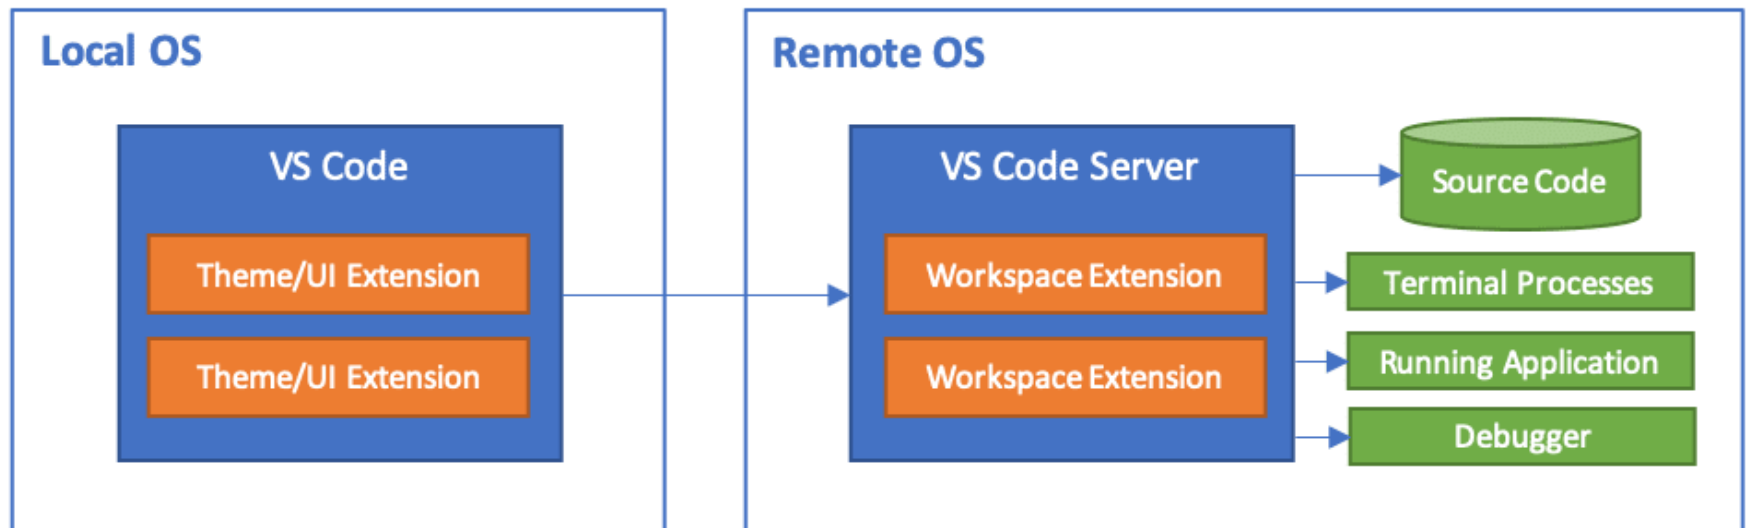 Local OS
VS Code
Theme/UI Extension
Theme/UI Extension
Remote OS
VS Code Server
Workspace Extension
Workspace Extension
Source Code
Terminal Processes
Running Application
Debugger